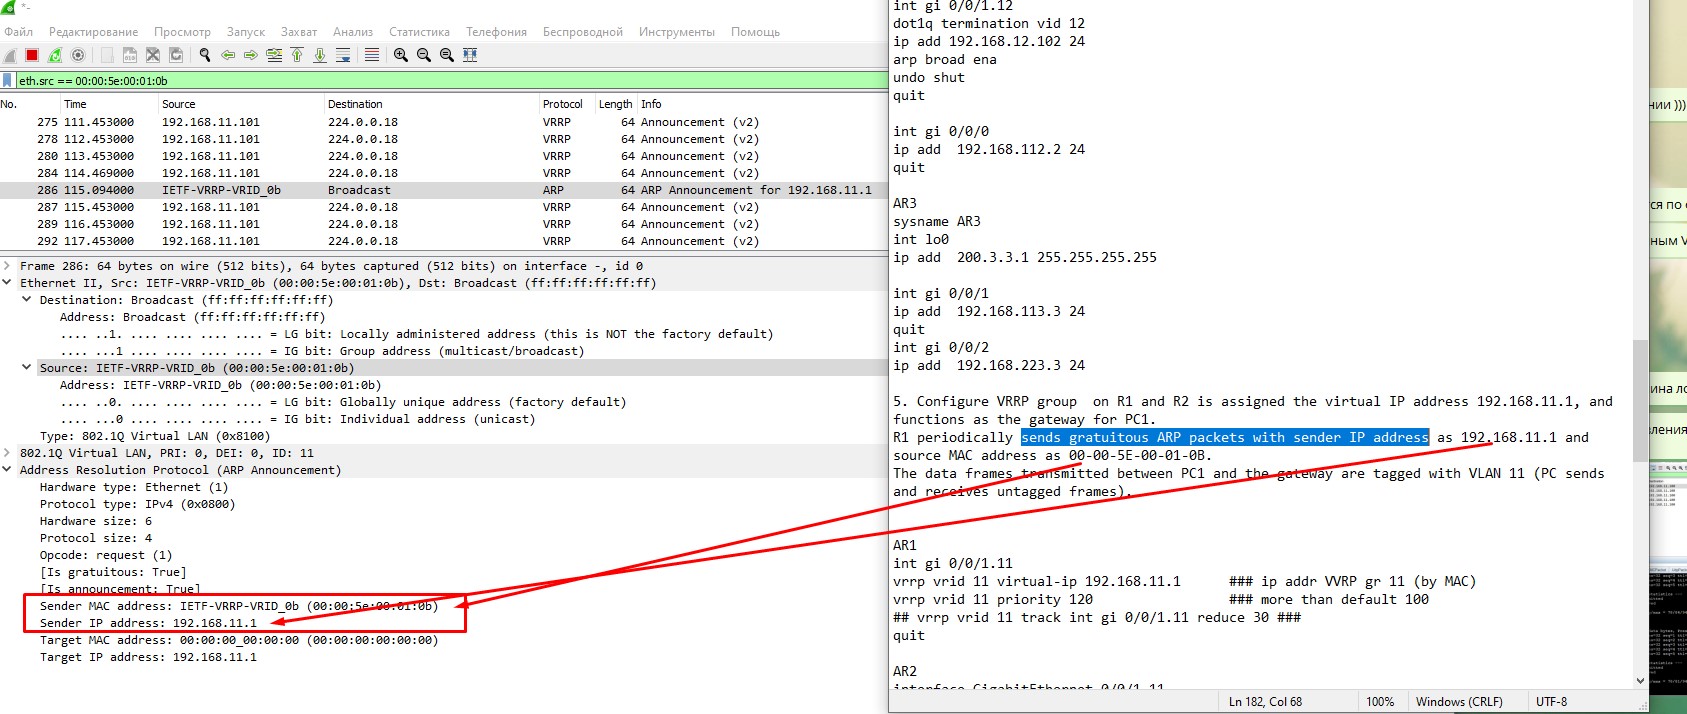 *-
Файл Редактирование Просмотр Запуск Захват Анализ Статистика Телефония Беспроводной Инструменты Помощь
eth.src == 00:00:5e:00:01:0b
No. Time Source Destination Protocol Length Info
275 111.453000 192.168.11.101 224.0.0.18 VRRP 64 Announcement (v2)
278 112.453000 192.168.11.101 224.0.0.18 VRRP 64 Announcement (v2)
280 113.453000 192.168.11.101 224.0.0.18 VRRP 64 Announcement (v2)
284 114.469000 192.168.11.101 224.0.0.18 VRRP 64 Announcement (v2)
286 115.094000 IETF-VRRP-VRID_0b Broadcast ARP 64 ARP Announcement for 192.168.11.1
287 115.453000 192.168.11.101 224.0.0.18 VRRP 64 Announcement (v2)
289 116.453000 192.168.11.101 224.0.0.18 VRRP 64 Announcement (v2)
292 117.453000 192.168.11.101 224.0.0.18 VRRP 64 Announcement (v2)
Frame 286: 64 bytes on wire (512 bits), 64 bytes captured (512 bits) on interface -, id 0
Ethernet II, Src: IETF-VRRP-VRID_0b (00:00:5e:00:01:0b), Dst: Broadcast (ff:ff:ff:ff:ff:ff)
Destination: Broadcast (ff:ff:ff:ff:ff:ff)
Address: Broadcast (ff:ff:ff:ff:ff:ff)
.... ..1. .... .... .... .... = LG bit: Locally administered address (this is NOT the factory default)
.... ...1 .... .... .... .... = IG bit: Group address (multicast/broadcast)
Source: IETF-VRRP-VRID_0b (00:00:5e:00:01:0b)
Address: IETF-VRRP-VRID_0b (00:00:5e:00:01:0b)
.... ..0. .... .... .... .... = LG bit: Globally unique address (factory default)
.... ...0 .... .... .... .... = IG bit: Individual address (unicast)
Type: 802.1Q Virtual LAN (0x8100)
802.1Q Virtual LAN, PRI: 0, DEI: 0, ID: 11
Address Resolution Protocol (ARP Announcement)
Hardware type: Ethernet (1)
Protocol type: IPv4 (0x0800)
Hardware size: 6
Protocol size: 4
Opcode: request (1)
[Is gratuitous: True]
[Is announcement: True]
Sender MAC address: IETF-VRRP-VRID_0b (00:00:5e:00:01:0b)
Sender IP address: 192.168.11.1
Target MAC address: 00:00:00_00:00:00 (00:00:00:00:00:00)
Target IP address: 192.168.11.1
int gi 0/0/1.12
dot1q termination vid 12
ip add 192.168.12.102 24
arp broad ena
undo shut
quit
int gi 0/0/0
ip add  192.168.112.2 24
quit
AR3
sysname AR3
int lo0
ip add  200.3.3.1 255.255.255.255
int gi 0/0/1
ip add  192.168.113.3 24
quit
int gi 0/0/2
ip add  192.168.223.3 24
5. Configure VRRP group  on R1 and R2 is assigned the virtual IP address 192.168.11.1, and
functions as the gateway for PC1.
R1 periodically sends gratuitous ARP packets with sender IP address as 192.168.11.1 and
source MAC address as 00-00-5E-00-01-0B.
The data frames transmitted between PC1 and the gateway are tagged with VLAN 11 (PC sends
and receives untagged frames).
AR1
int gi 0/0/1.11
vrrp vrid 11 virtual-ip 192.168.11.1 ### ip addr VVRP gr 11 (by MAC)
vrrp vrid 11 priority 120 ### more than default 100
## vrrp vrid 11 track int gi 0/0/1.11 reduce 30 ###
quit
AR2
interface GigabitEthernet 0/0/1.11
Ln 182, Col 68 100% Windows (CRLF) UTF-8